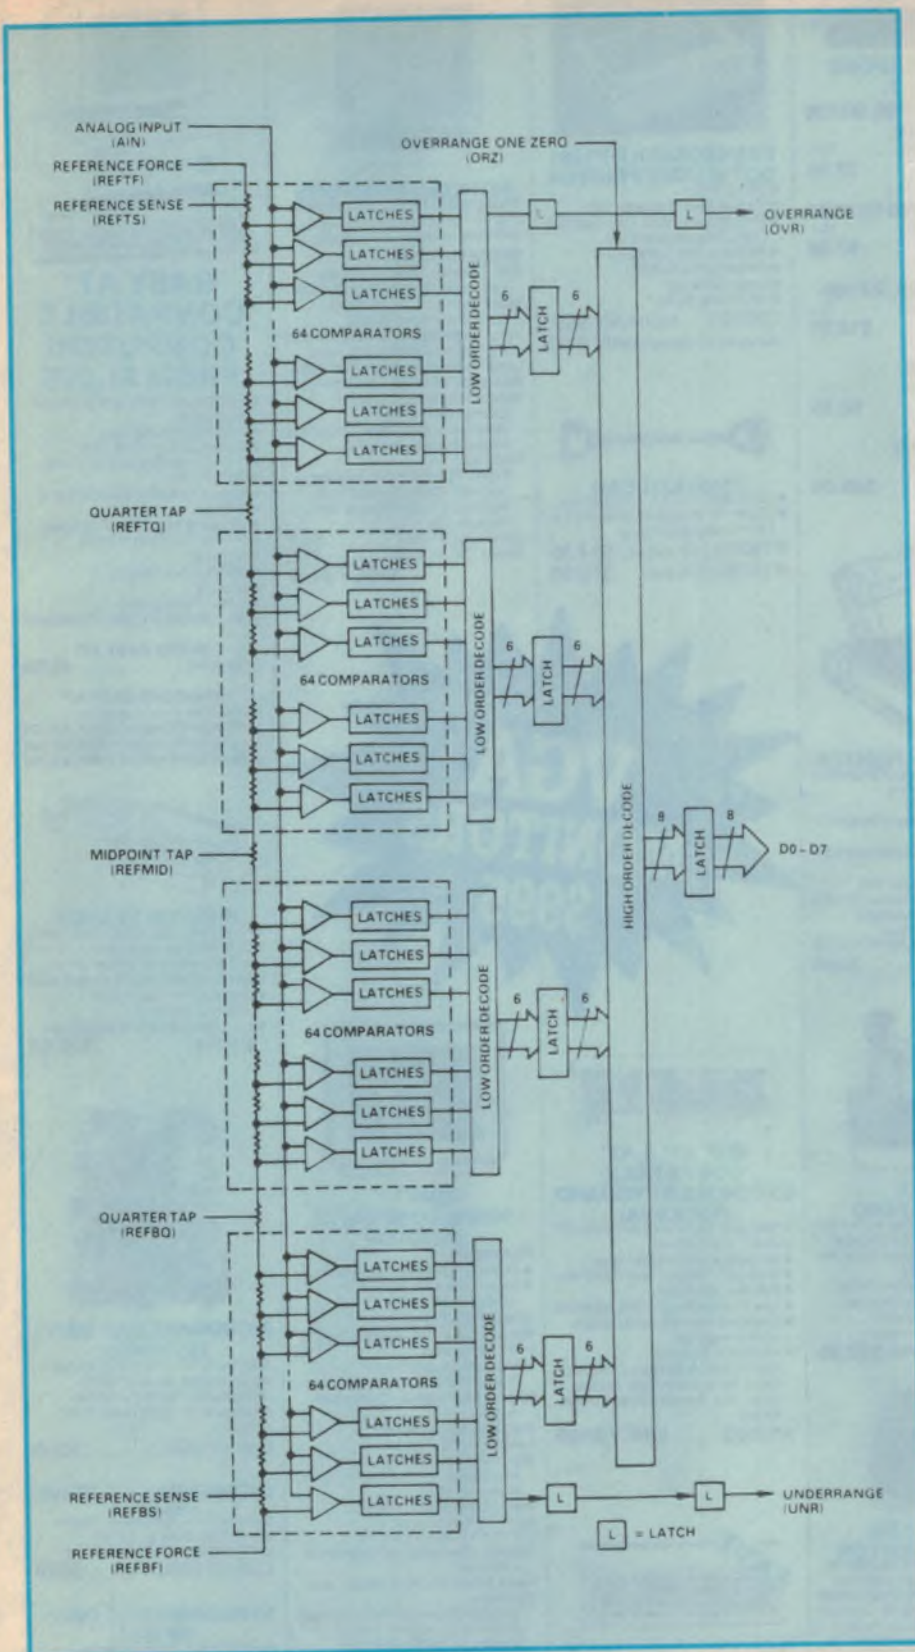 ANALOG INPUT
(AIN)
OVERRANGE ONE ZERO
(ORZ)
REFERENCE FORCE
(REFTF)
REFERENCE SENSE
(REFTS)
LATCHES
LATCHES
LATCHES
64 COMPARATORS
LATCHES
LATCHES
LATCHES
LOW ORDER DECODE
L
L
OVERRANGE
(OVR)
6
LATCH
6
QUARTER TAP
(REFTQ)
LATCHES
LATCHES
LATCHES
64 COMPARATORS
LATCHES
LATCHES
LATCHES
LOW ORDER DECODE
6
LATCH
6
HIGH ORDER DECODE
8
LATCH
8
D0 – D7
MIDPOINT TAP
(REFMID)
LATCHES
LATCHES
LATCHES
64 COMPARATORS
LATCHES
LATCHES
LATCHES
LOW ORDER DECODE
6
LATCH
6
QUARTER TAP
(REFBQ)
LATCHES
LATCHES
LATCHES
64 COMPARATORS
LATCHES
LATCHES
LATCHES
LOW ORDER DECODE
6
LATCH
6
REFERENCE SENSE
(REFBS)
L
L
UNDERRANGE
(UNR)
L = LATCH
REFERENCE FORCE
(REFBF)